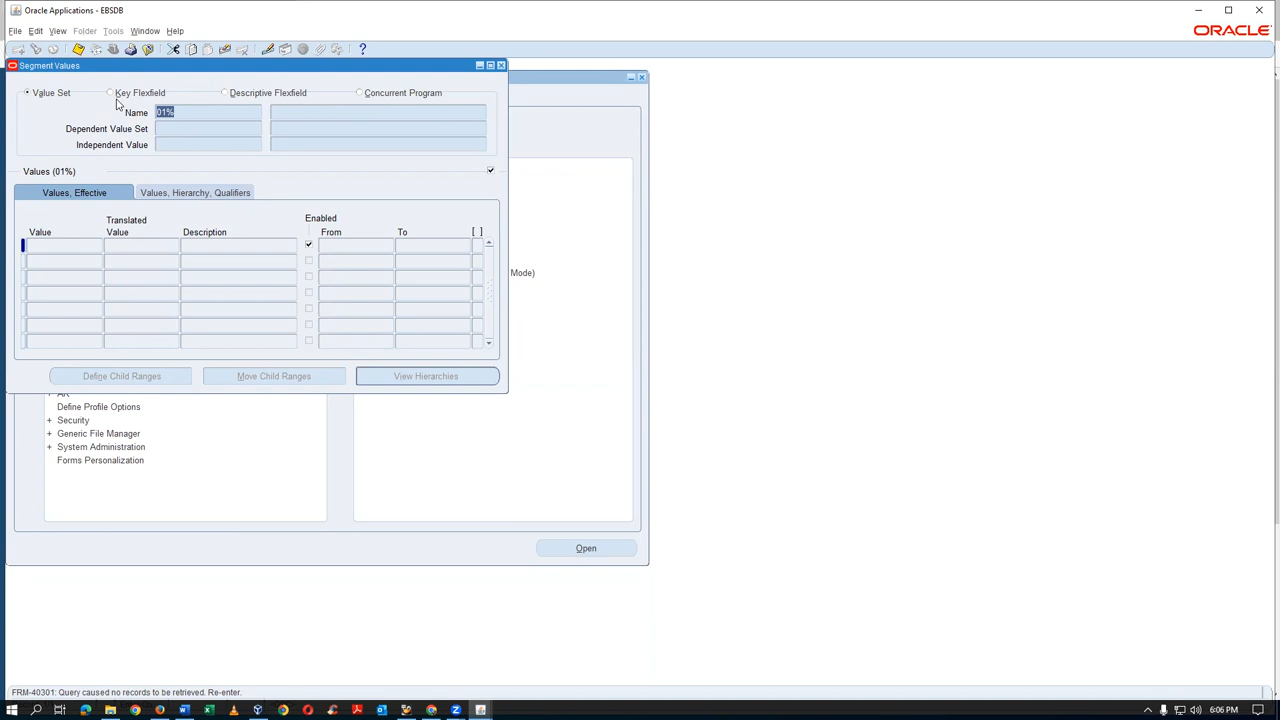 Oracle Applications - EBSDB
File Edit View Folder Tools Window Help
ORACLE
Segment Values
Value Set Key Flexfield Descriptive Flexfield Concurrent Program
Name 01%
Dependent Value Set
Independent Value
Values (01%)
Values, Effective Values, Hierarchy, Qualifiers
Translated Enabled
Value Value Description From To [ ]
Mode)
Define Child Ranges Move Child Ranges View Hierarchies
Define Profile Options
+ Security
+ Generic File Manager
+ System Administration
Forms Personalization
Open
FRM-40301: Query caused no records to be retrieved. Re-enter.
6:06 PM